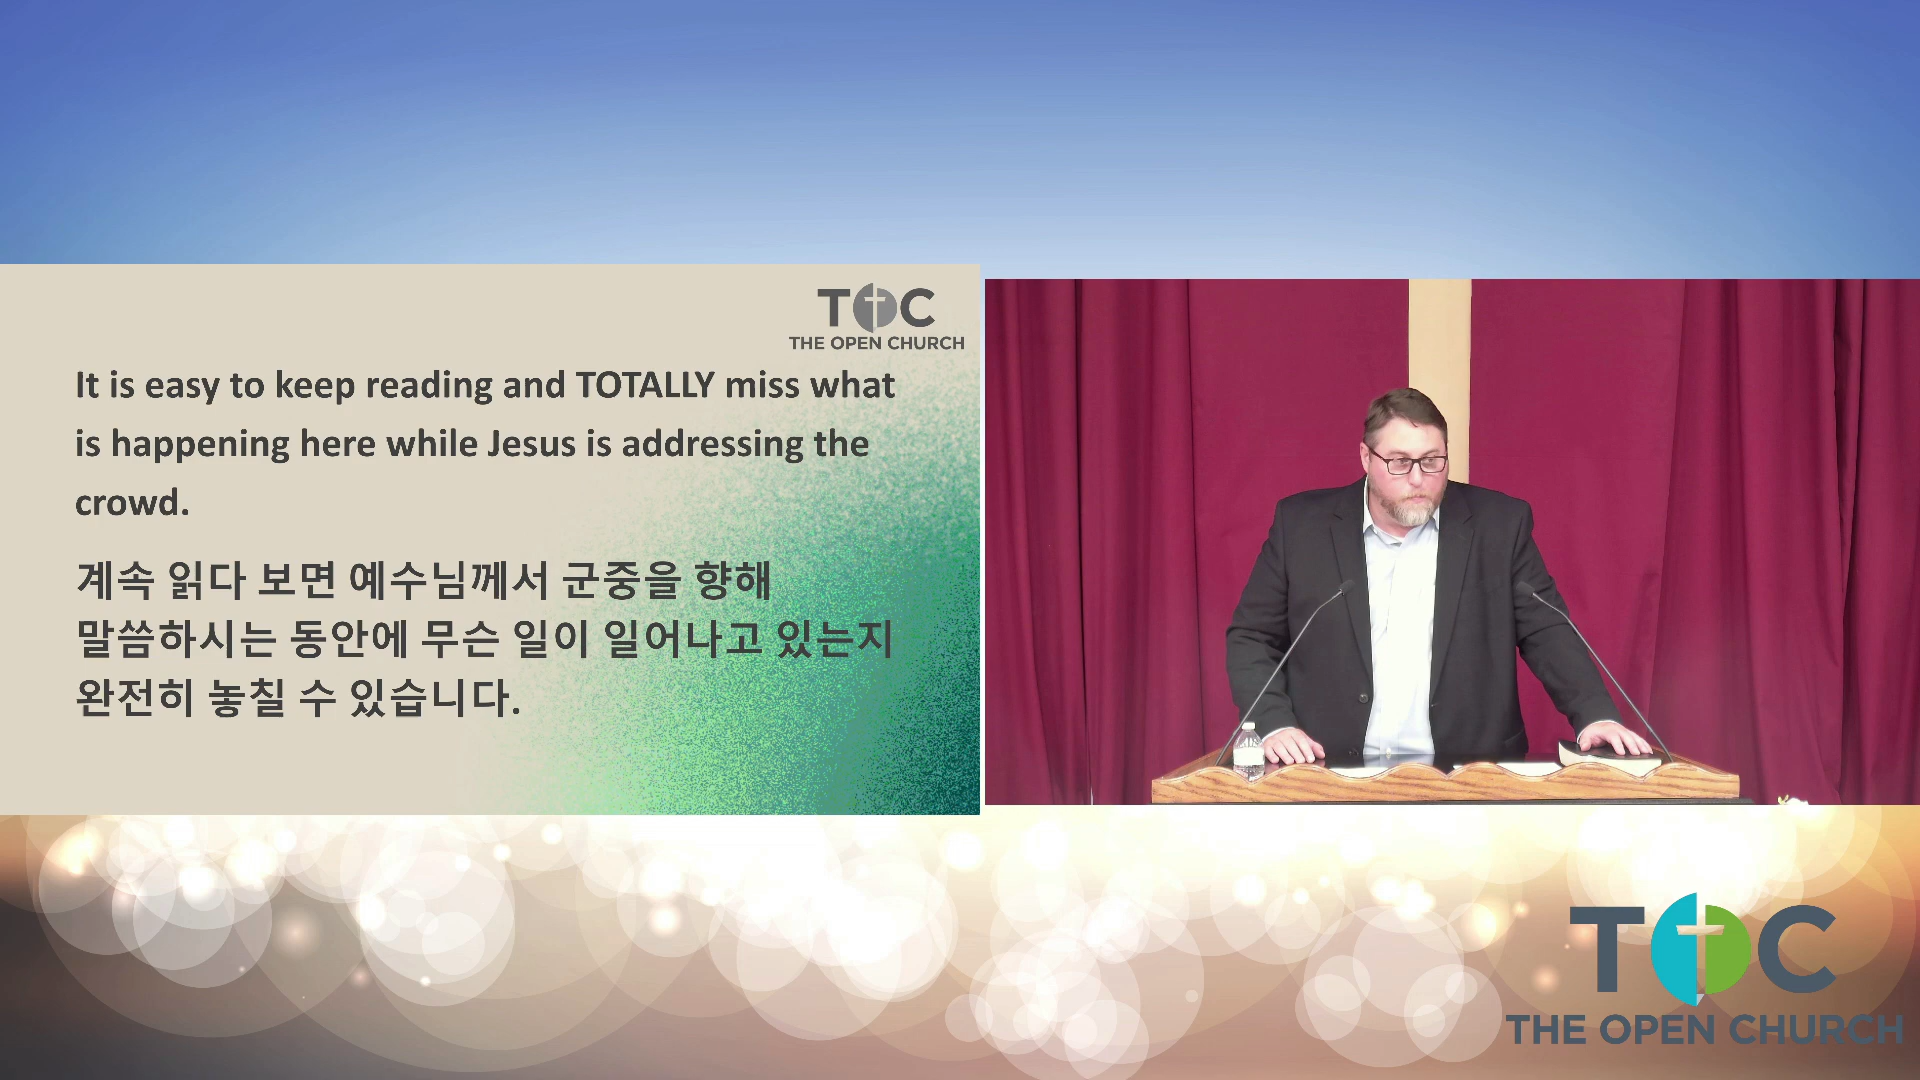 TOC
THE OPEN CHURCH
It is easy to keep reading and TOTALLY miss what
is happening here while Jesus is addressing the
crowd.
계속 읽다 보면 예수님께서 군중을 향해
말씀하시는 동안에 무슨 일이 일어나고 있는지
완전히 놓칠 수 있습니다.
TOC
THE OPEN CHURCH